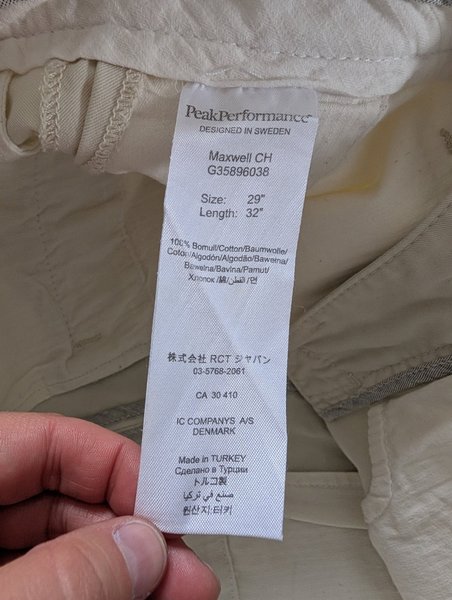 PeakPerformance®
DESIGNED IN SWEDEN
Maxwell CH
G35896038
Size: 29"
Length: 32"
100% Bomull/Cotton/Baumwolle/
Coton/Algodón/Algodão/Bawełna/
Bavelna/Bavlna/Pamut/
Хлопок /綿/القطن /면
株式会社 RCT ジャパン
03-5768-2061
CA 30 410
IC COMPANYS A/S
DENMARK
Made in TURKEY
Сделано в Турции
トルコ製
صنع في تركيا
원산지:터키